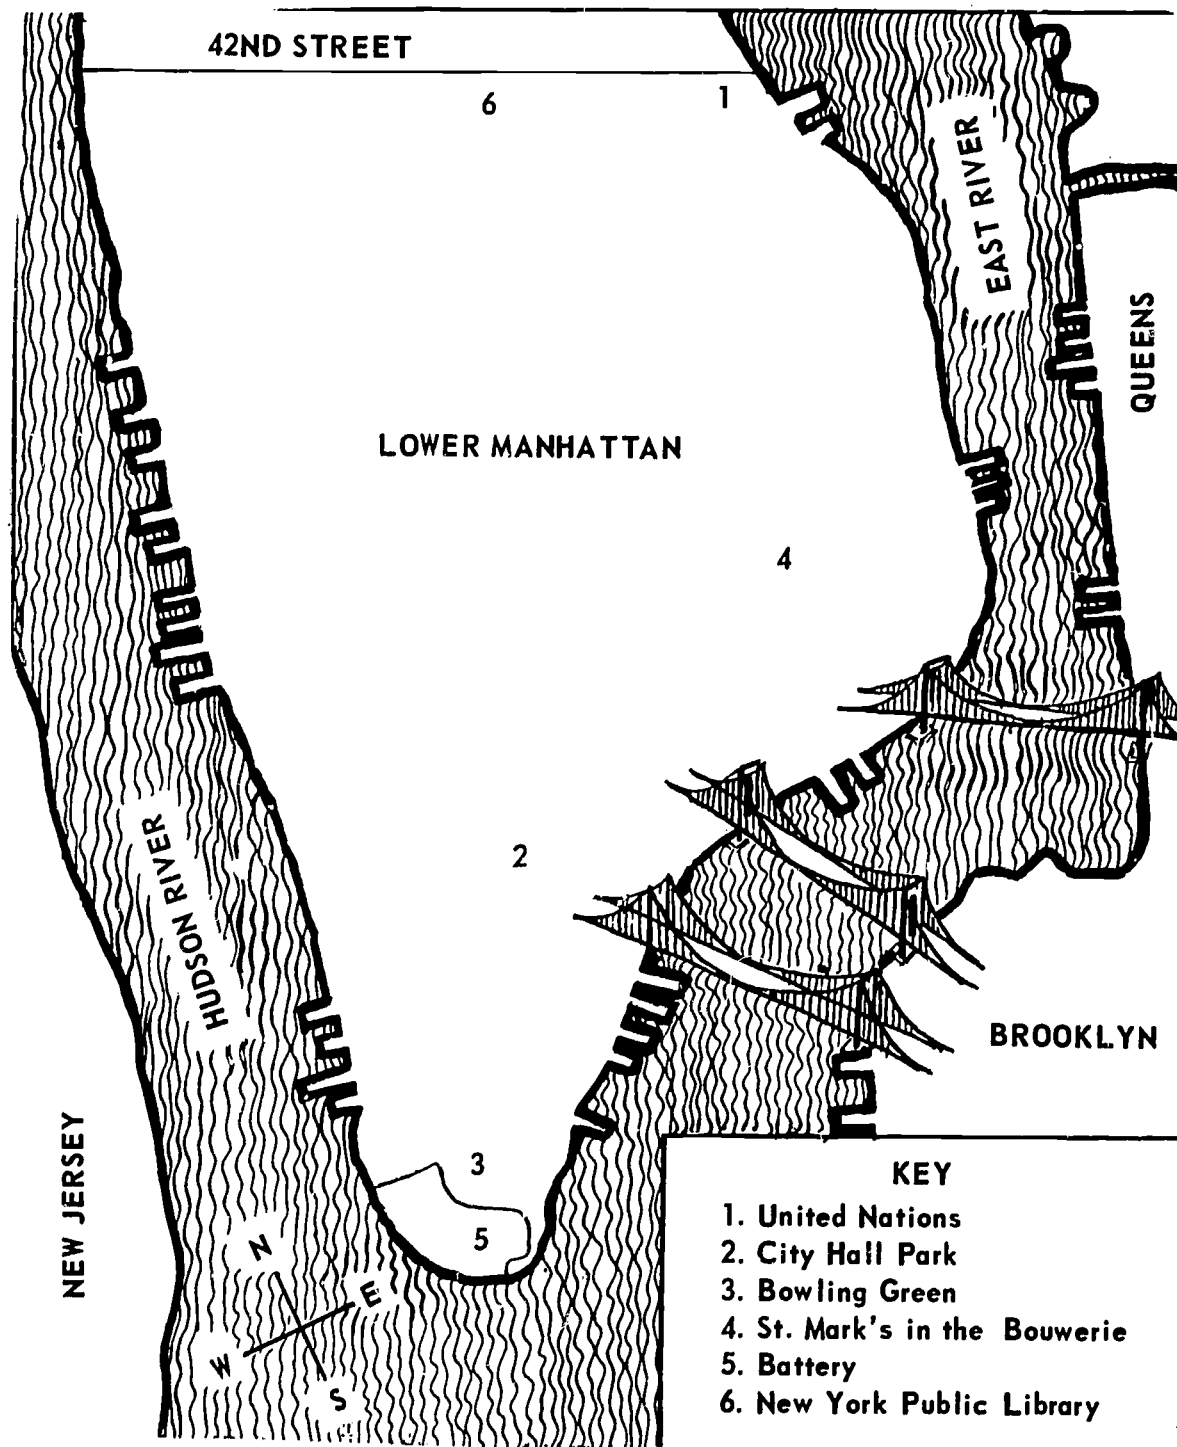 42ND STREET
6
1
EAST RIVER
QUEENS
LOWER MANHATTAN
4
HUDSON RIVER
2
BROOKLYN
NEW JERSEY
3
5
N
E
W
S
KEY
1. United Nations
2. City Hall Park
3. Bowling Green
4. St. Mark's in the Bouwerie
5. Battery
6. New York Public Library